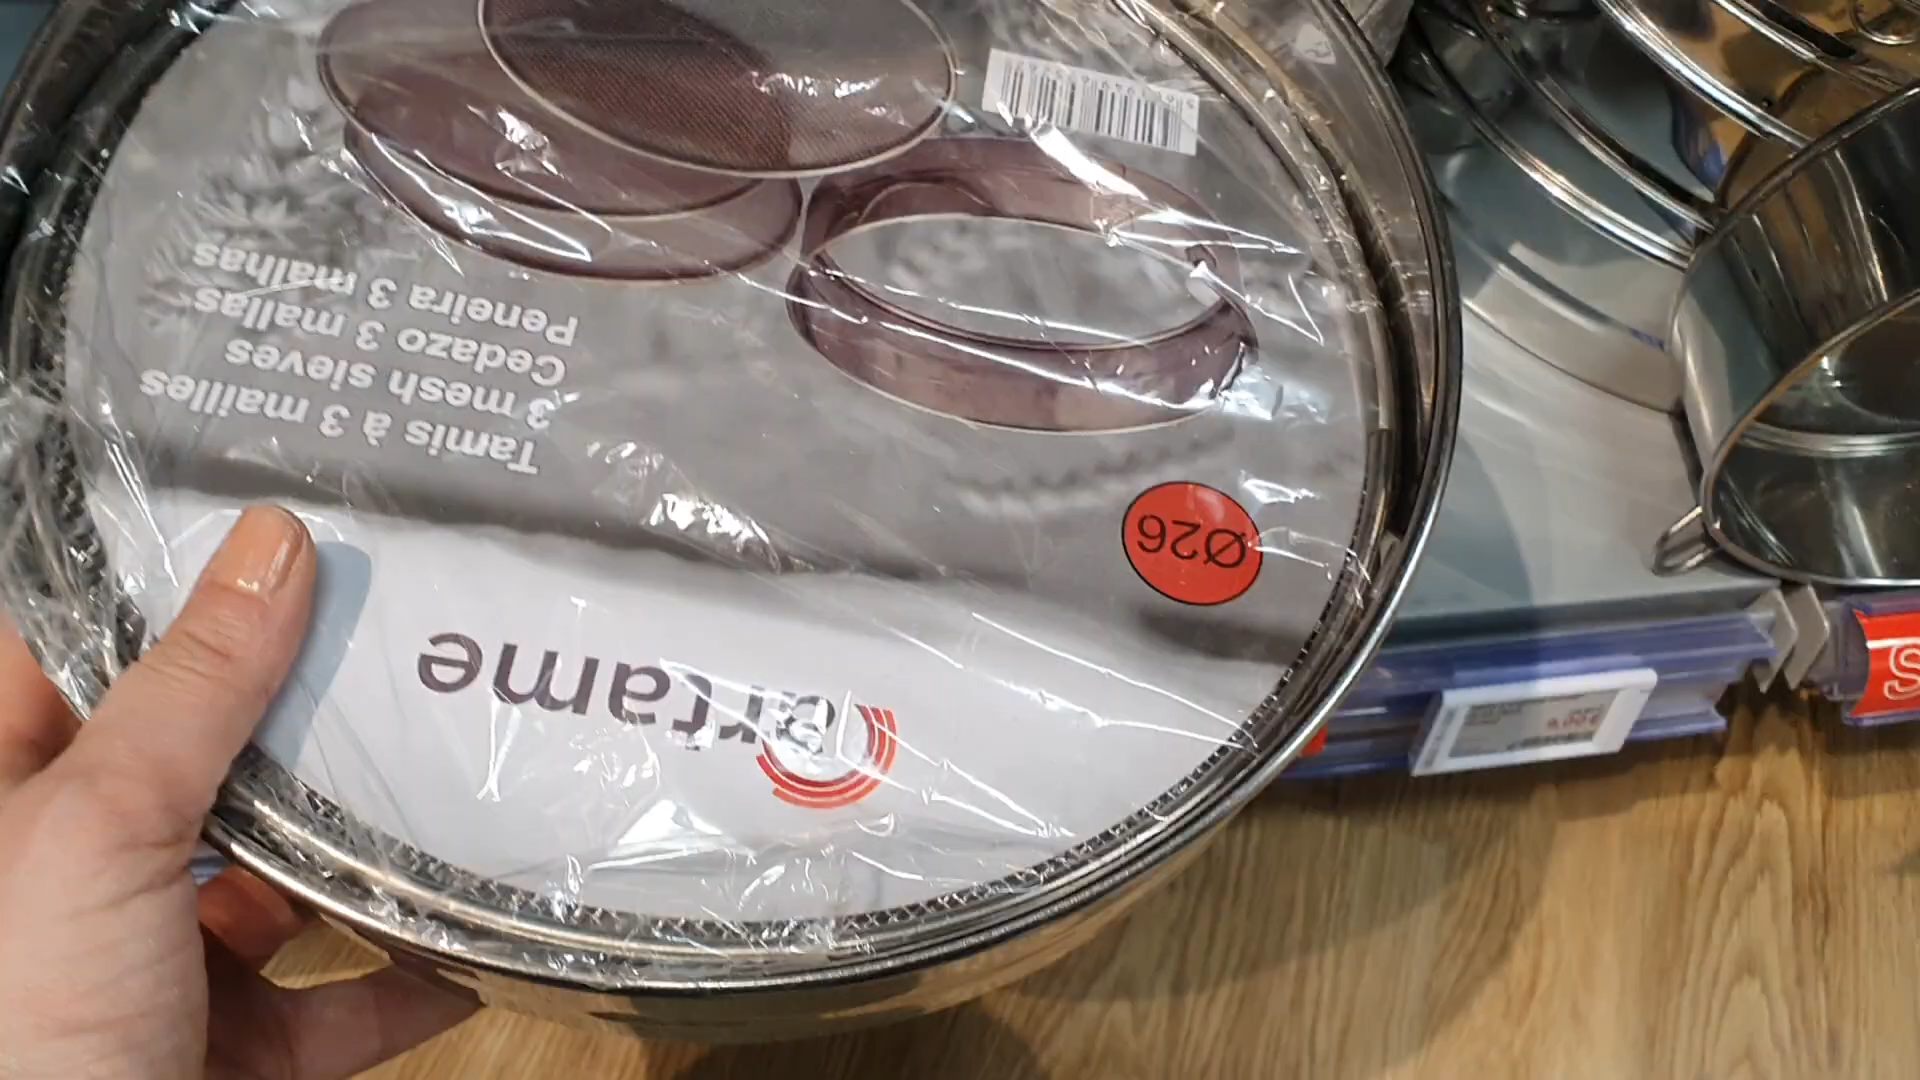 artame
Ø26
Tamis à 3 mailles
3 mesh sieves
Cedazo 3 mallas
Peneira 3 malhas
S